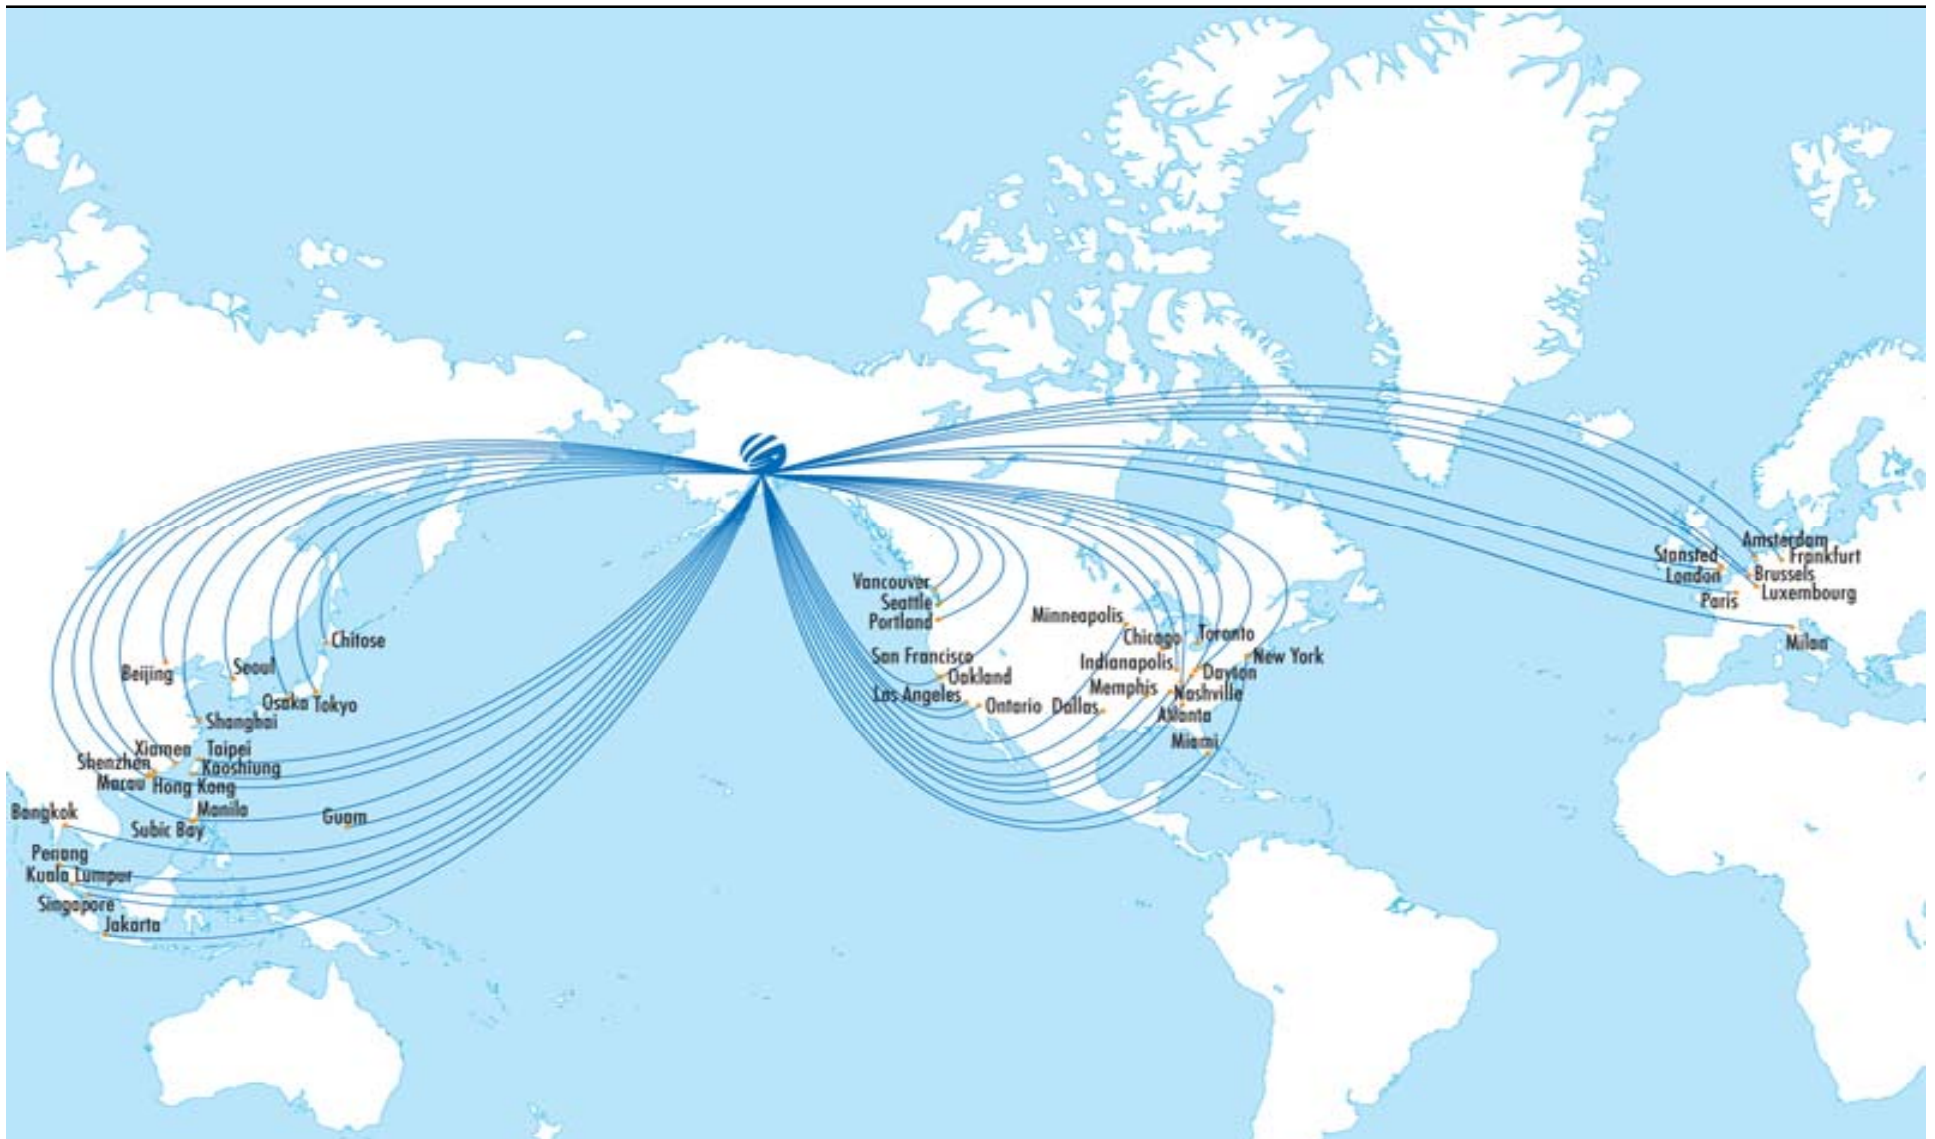 Amsterdam
Stansted
Frankfurt
London
Brussels
Luxembourg
Paris
Milan
Vancouver
Seattle
Portland
Minneapolis
Chicago
Toronto
San Francisco
Indianapolis
New York
Oakland
Dayton
Los Angeles
Memphis
Nashville
Ontario
Dallas
Atlanta
Miami
Chitose
Beijing
Seoul
Osaka
Tokyo
Shanghai
Xiamen
Taipei
Shenzhen
Kaoshiung
Macau
Hong Kong
Bangkok
Manila
Subic Bay
Guam
Penang
Kuala Lumpur
Singapore
Jakarta